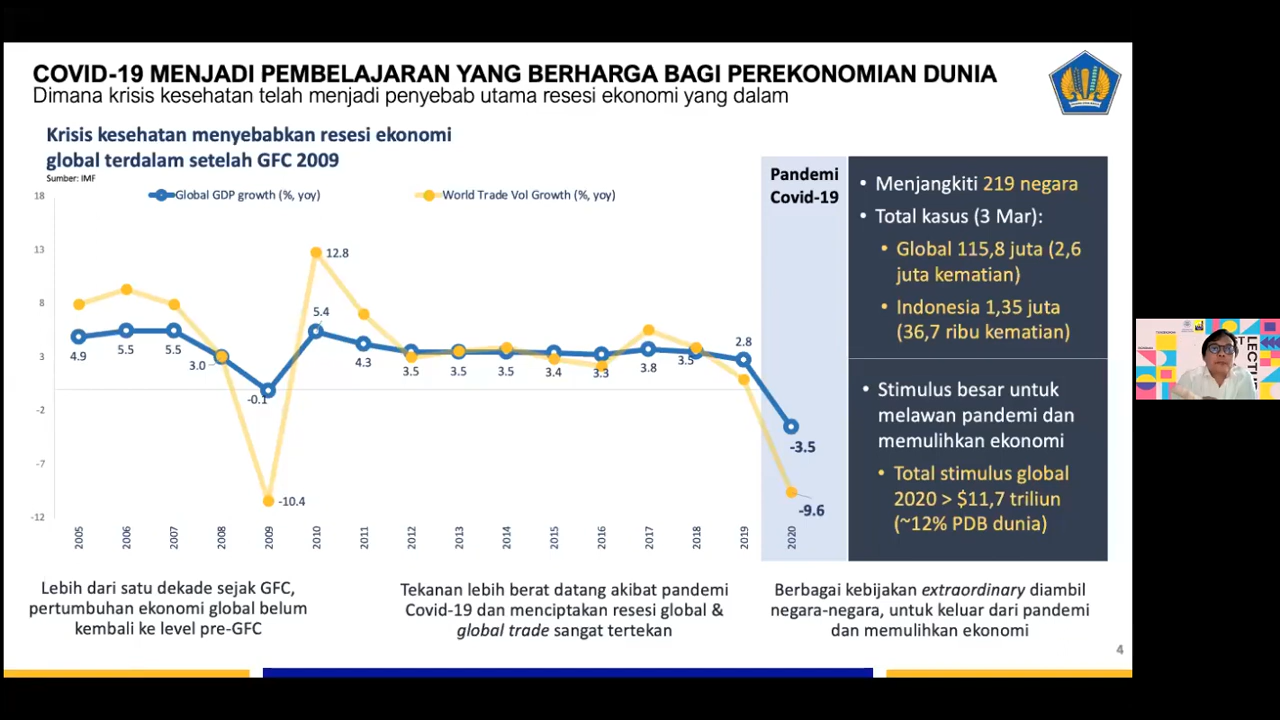 COVID-19 MENJADI PEMBELAJARAN YANG BERHARGA BAGI PEREKONOMIAN DUNIA
Dimana krisis kesehatan telah menjadi penyebab utama resesi ekonomi yang dalam
Krisis kesehatan menyebabkan resesi ekonomi
global terdalam setelah GFC 2009
Sumber: IMF
Global GDP growth (%, yoy)
World Trade Vol Growth (%, yoy)
18
13
8
3
-2
-7
-12
4.9
5.5
5.5
3.0
-0.1
-10.4
12.8
5.4
4.3
3.5
3.5
3.5
3.4
3.3
3.8
3.5
2.8
-3.5
-9.6
2005
2006
2007
2008
2009
2010
2011
2012
2013
2014
2015
2016
2017
2018
2019
2020
Pandemi
Covid-19
• Menjangkiti 219 negara
• Total kasus (3 Mar):
• Global 115,8 juta (2,6
juta kematian)
• Indonesia 1,35 juta
(36,7 ribu kematian)
• Stimulus besar untuk
melawan pandemi dan
memulihkan ekonomi
• Total stimulus global
2020 > $11,7 triliun
(~12% PDB dunia)
Lebih dari satu dekade sejak GFC,
pertumbuhan ekonomi global belum
kembali ke level pre-GFC
Tekanan lebih berat datang akibat pandemi
Covid-19 dan menciptakan resesi global &
global trade sangat tertekan
Berbagai kebijakan extraordinary diambil
negara-negara, untuk keluar dari pandemi
dan memulihkan ekonomi
4